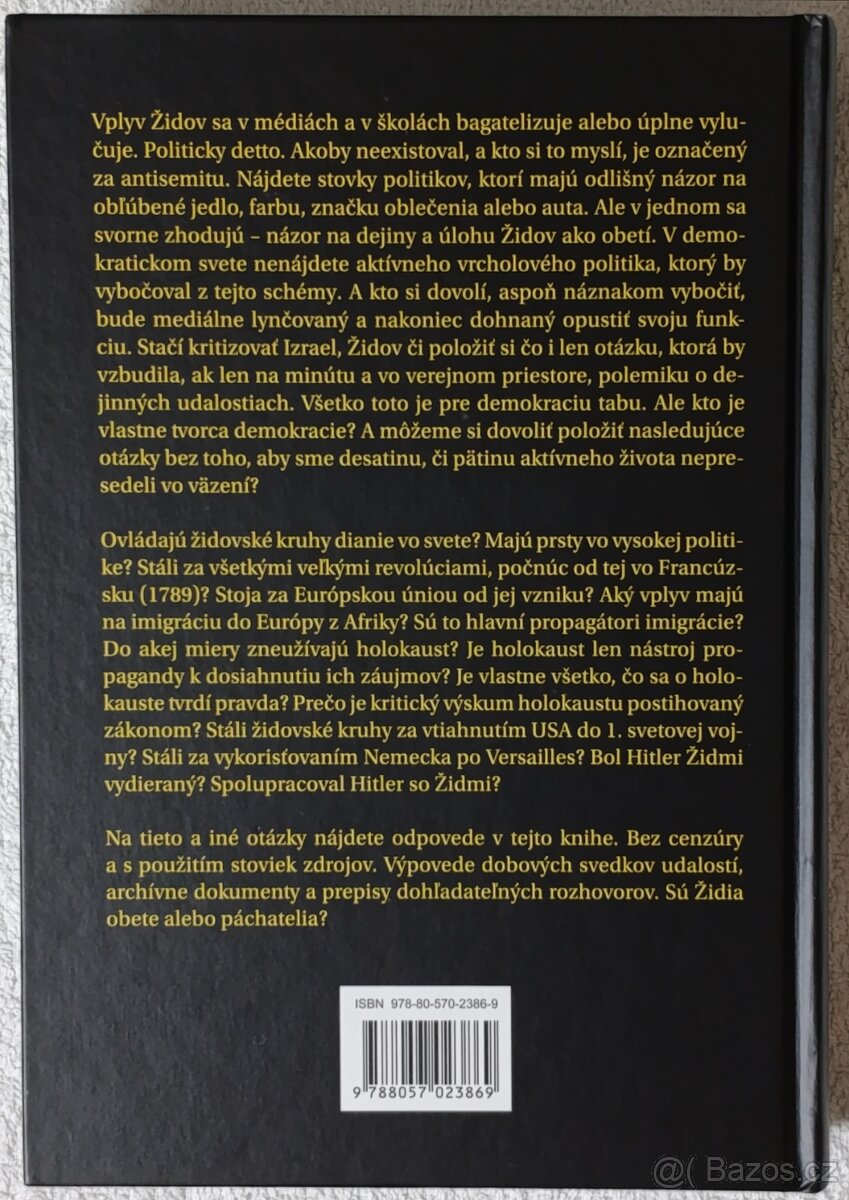 Vplyv Židov sa v médiách a v školách bagatelizuje alebo úplne vylu-
čuje. Politicky detto. Akoby neexistoval, a kto si to myslí, je označený
za antisemitu. Nájdete stovky politikov, ktorí majú odlišný názor na
obľúbené jedlo, farbu, značku oblečenia alebo auta. Ale v jednom sa
svorne zhodujú – názor na dejiny a úlohu Židov ako obetí. V demo-
kratickom svete nenájdete aktívneho vrcholového politika, ktorý by
vybočoval z tejto schémy. A kto si dovolí, aspoň náznakom vybočiť,
bude mediálne lynčovaný a nakoniec dohnaný opustiť svoju funk-
ciu. Stačí kritizovať Izrael, Židov či položiť si čo i len otázku, ktorá by
vzbudila, ak len na minútu a vo verejnom priestore, polemiku o de-
jinných udalostiach. Všetko toto je pre demokraciu tabu. Ale kto je
vlastne tvorca demokracie? A môžeme si dovoliť položiť nasledujúce
otázky bez toho, aby sme desatinu, či pätinu aktívneho života nepre-
sedeli vo väzení?
Ovládajú židovské kruhy dianie vo svete? Majú prsty vo vysokej politi-
ke? Stáli za všetkými veľkými revolúciami, počnúc od tej vo Francúz-
sku (1789)? Stoja za Európskou úniou od jej vzniku? Aký vplyv majú
na imigráciu do Európy z Afriky? Sú to hlavní propagátori imigrácie?
Do akej miery zneužívajú holokaust? Je holokaust len nástroj pro-
pagandy k dosiahnutiu ich záujmov? Je vlastne všetko, čo sa o holo-
kauste tvrdí pravda? Prečo je kritický výskum holokaustu postihovaný
zákonom? Stáli židovské kruhy za vtiahnutím USA do 1. svetovej voj-
ny? Stáli za vykorisťovaním Nemecka po Versailles? Bol Hitler Židmi
vydieraný? Spolupracoval Hitler so Židmi?
Na tieto a iné otázky nájdete odpovede v tejto knihe. Bez cenzúry
a s použitím stoviek zdrojov. Výpovede dobových svedkov udalostí,
archívne dokumenty a prepisy dohľadateľných rozhovorov. Sú Židia
obete alebo páchatelia?
ISBN 978-80-570-2386-9
9 788057 023869
@( Bazos.cz